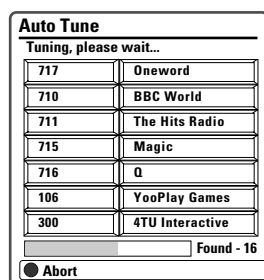 Auto Tune
Tuning, please wait...
717 Oneword
710 BBC World
711 The Hits Radio
715 Magic
716 Q
106 YooPlay Games
300 4TU Interactive
Found - 16
Abort